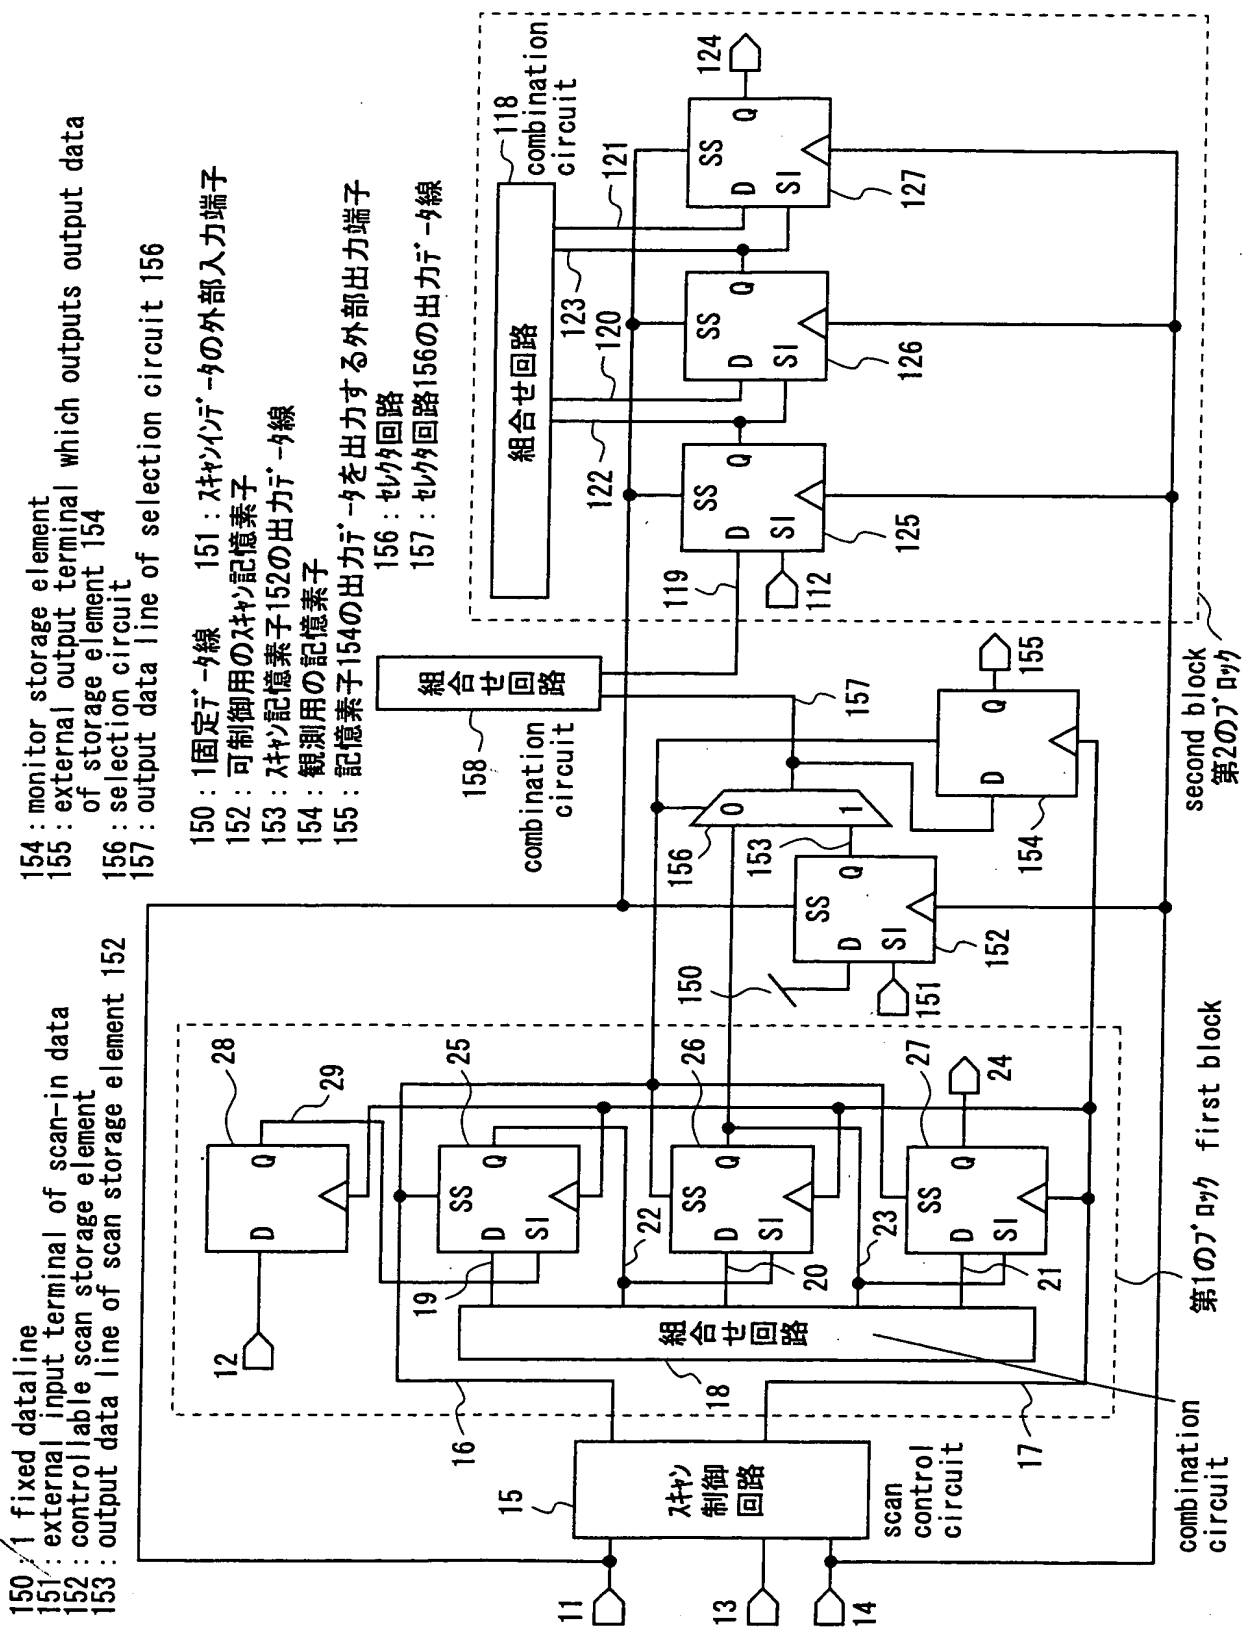 150 : 1 fixed dataline
151 : external input terminal of scan-in data
152 : controllable scan storage element
153 : output data line of scan storage element 152
154 : monitor storage element
155 : external output terminal which outputs output data
of storage element 154
156 : selection circuit
157 : output data line of selection circuit 156
150 : 1固定ﾃﾞｰﾀ線
151 : ｽｷｬﾝｲﾝﾃﾞｰﾀの外部入力端子
152 : 可制御用のｽｷｬﾝ記憶素子
153 : ｽｷｬﾝ記憶素子152の出力ﾃﾞｰﾀ線
154 : 観測用の記憶素子
155 : 記憶素子154の出力ﾃﾞｰﾀを出力する外部出力端子
156 : ｾﾚｸﾀ回路
157 : ｾﾚｸﾀ回路156の出力ﾃﾞｰﾀ線
11
13
14
15
ｽｷｬﾝ
制御
回路
scan
control
circuit
16
17
12
D
Q
28
29
18
組合せ回路
combination
circuit
19
SS
D
Q
SI
25
22
20
SS
D
Q
SI
26
23
21
SS
D
Q
SI
27
24
第1のﾌﾞﾛｯｸ first block
150
151
SS
D
Q
SI
152
153
156
0
1
157
D
Q
154
155
158
組合せ回路
combination
circuit
119
112
SS
D
Q
SI
125
122
120
SS
D
Q
SI
126
123
121
SS
D
Q
SI
127
124
組合せ回路
118
combination
circuit
second block
第2のﾌﾞﾛｯｸ